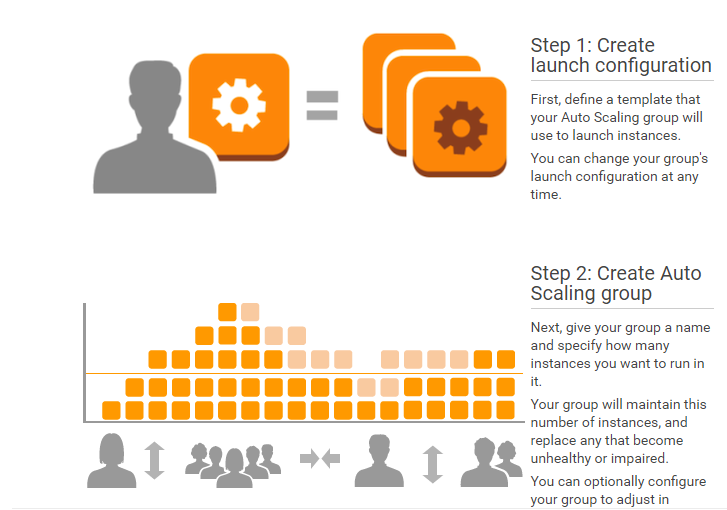 Step 1: Create
launch configuration
First, define a template that
your Auto Scaling group will
use to launch instances.
You can change your group's
launch configuration at any
time.
Step 2: Create Auto
Scaling group
Next, give your group a name
and specify how many
instances you want to run in
it.
Your group will maintain this
number of instances, and
replace any that become
unhealthy or impaired.
You can optionally configure
your group to adjust in